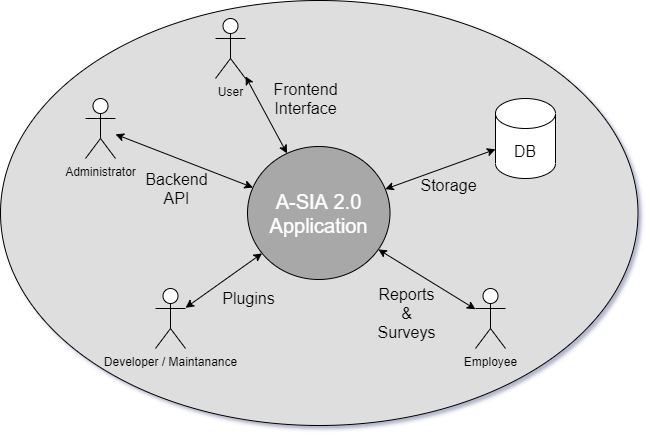 User
Frontend
Interface
Administrator
Backend
API
A-SIA 2.0
Application
DB
Storage
Plugins
Developer / Maintanance
Reports
&
Surveys
Employee